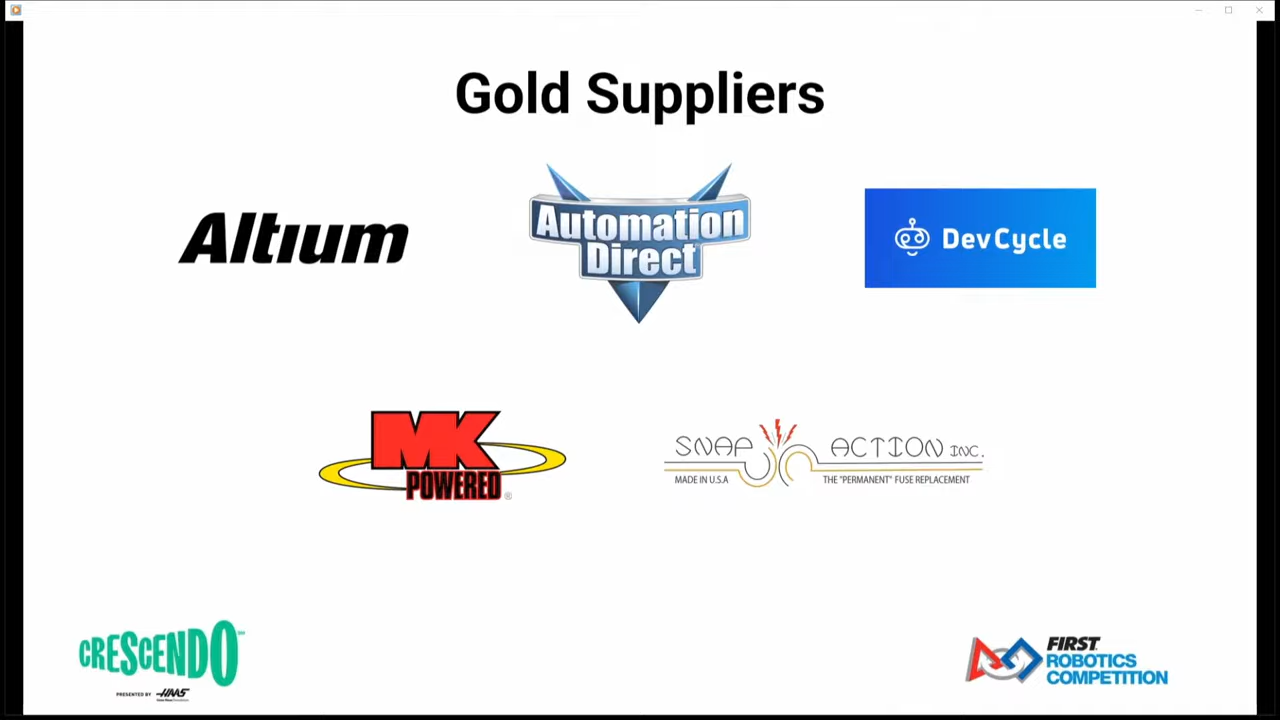 Gold Suppliers
Altium
Automation
Direct
DevCycle
MK
POWERED®
SNAP ACTION INC.
MADE IN U.S.A THE "PERMANENT" FUSE REPLACEMENT
CRESCENDO
PRESENTED BY HAAS
FIRST
ROBOTICS
COMPETITION